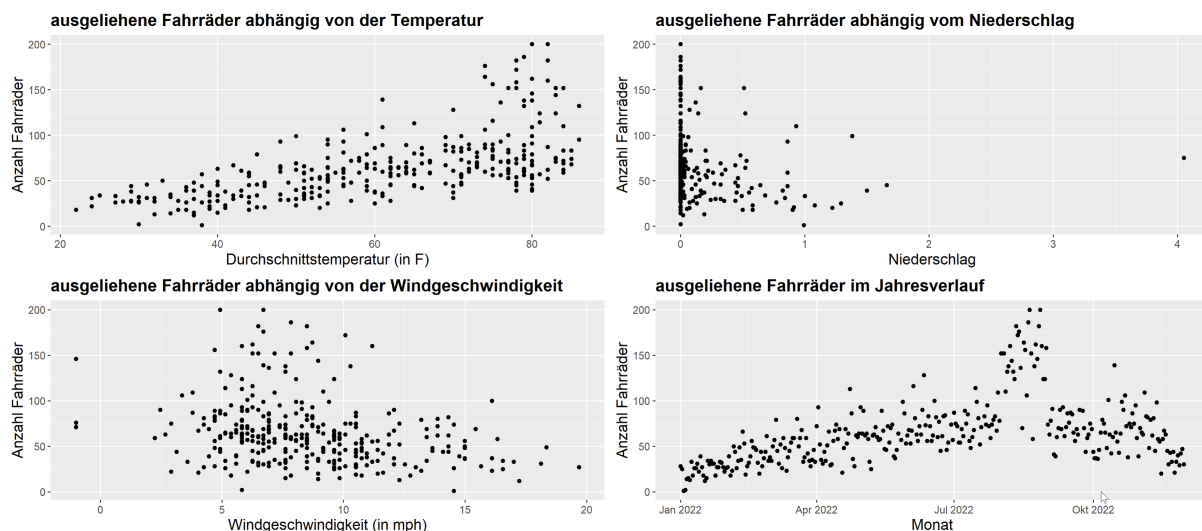 ausgeliehene Fahrräder abhängig von der Temperatur
Anzahl Fahrräder
200
150
100
50
0
20
40
60
80
Durchschnittstemperatur (in F)
ausgeliehene Fahrräder abhängig vom Niederschlag
Anzahl Fahrräder
200
150
100
50
0
0
1
2
3
4
Niederschlag
ausgeliehene Fahrräder abhängig von der Windgeschwindigkeit
Anzahl Fahrräder
200
150
100
50
0
0
5
10
15
20
Windgeschwindigkeit (in mph)
ausgeliehene Fahrräder im Jahresverlauf
Anzahl Fahrräder
200
150
100
50
0
Jan 2022
Apr 2022
Jul 2022
Okt 2022
Monat